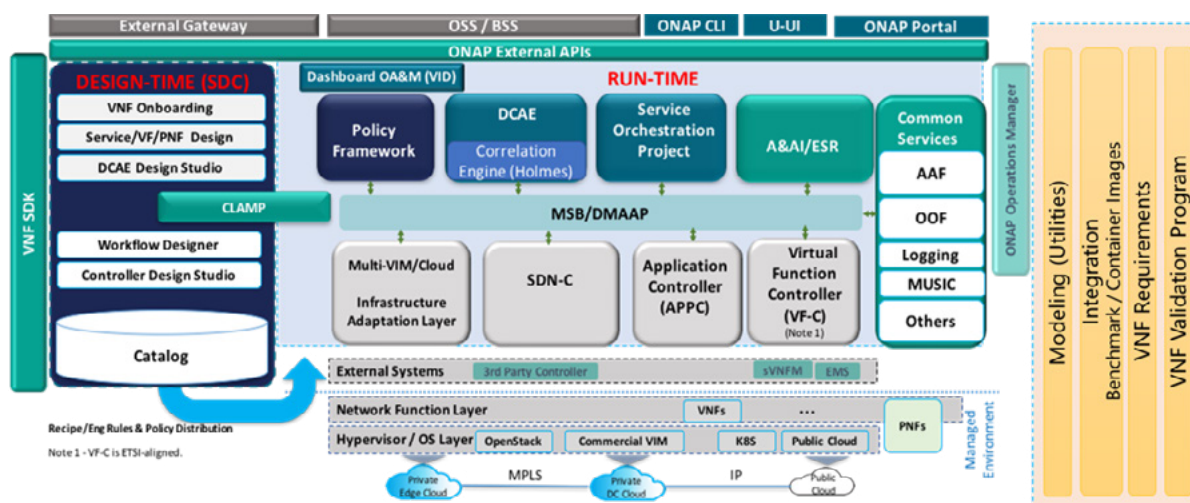 External Gateway
OSS / BSS
ONAP CLI
U-UI
ONAP Portal
ONAP External APIs
VNF SDK
DESIGN-TIME (SDC)
VNF Onboarding
Service/VF/PNF Design
DCAE Design Studio
CLAMP
Workflow Designer
Controller Design Studio
Catalog
Recipe/Eng Rules & Policy Distribution
Note 1 - VF-C is ETSI-aligned.
Dashboard OA&M (VID)
RUN-TIME
Policy
Framework
DCAE
Correlation
Engine (Holmes)
Service
Orchestration
Project
A&AI/ESR
MSB/DMAAP
Multi-VIM/Cloud
Infrastructure
Adaptation Layer
SDN-C
Application
Controller
(APPC)
Virtual
Function
Controller
(VF-C)
(Note 1)
Common
Services
AAF
OOF
Logging
MUSIC
Others
ONAP Operations Manager
External Systems
3rd Party Controller
sVNFM
EMS
Network Function Layer
VNFs
...
PNFs
Hypervisor / OS Layer
OpenStack
Commercial VIM
K8S
Public Cloud
Managed
Environment
Private
Edge Cloud
MPLS
Private
DC Cloud
IP
Public
Cloud
Modeling (Utilities)
Integration
Benchmark / Container Images
VNF Requirements
VNF Validation Program